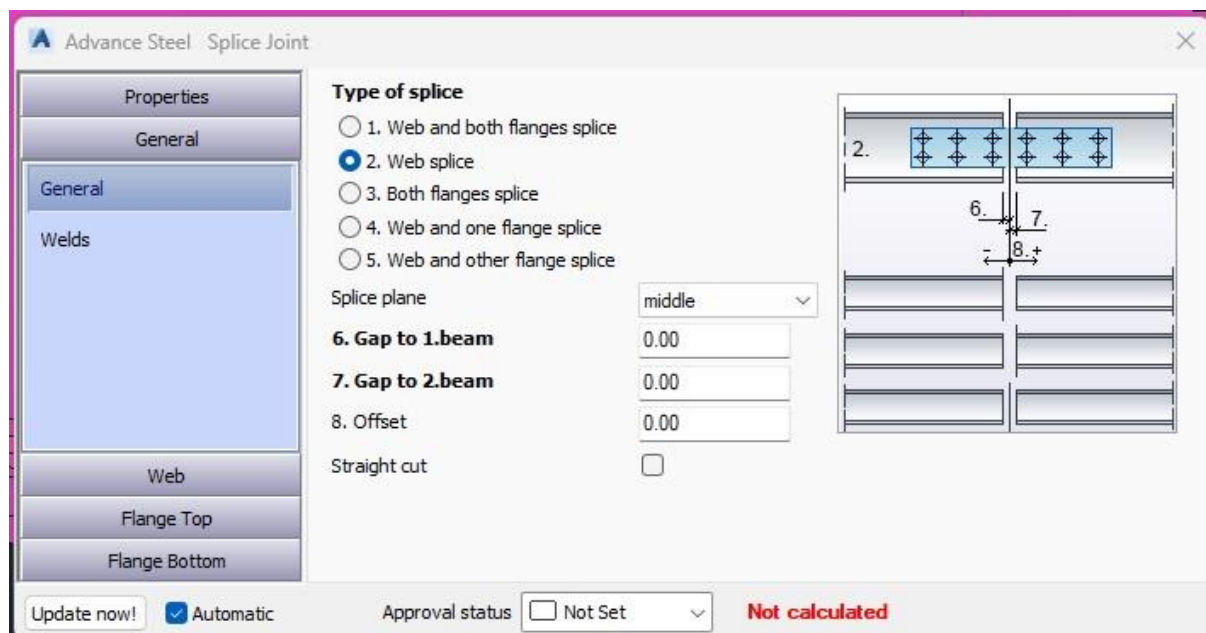 Advance Steel Splice Joint
Properties
General
General
Welds
Web
Flange Top
Flange Bottom
Type of splice
1. Web and both flanges splice
2. Web splice
3. Both flanges splice
4. Web and one flange splice
5. Web and other flange splice
Splice plane middle
6. Gap to 1.beam 0.00
7. Gap to 2.beam 0.00
8. Offset 0.00
Straight cut
2.
6. 7.
- 8. +
Update now! Automatic Approval status Not Set Not calculated